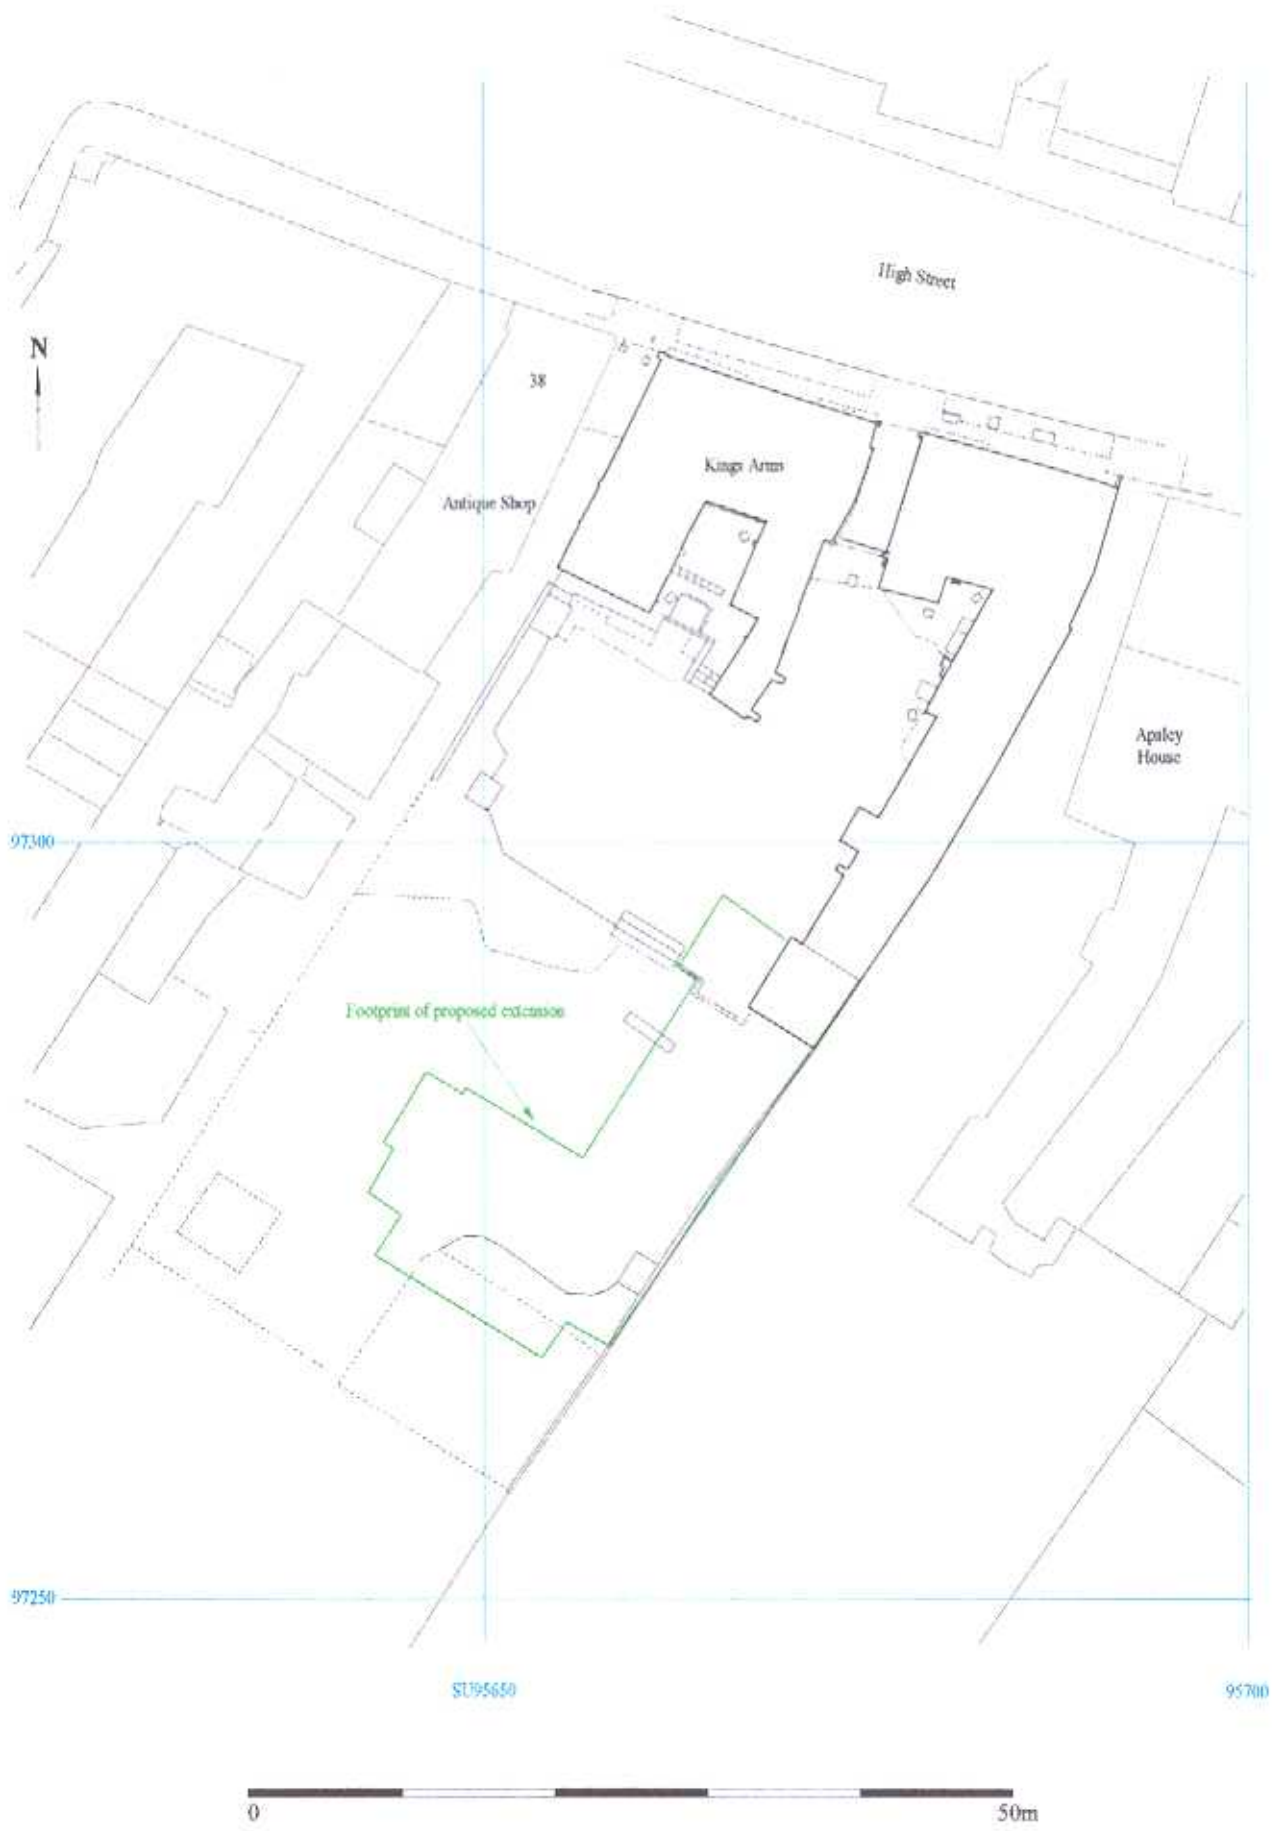 High Street
N
38
Kings Arms
Antique Shop
Apsley
House
97300
Footprint of proposed extension
97250
SU95650
95700
0
50m